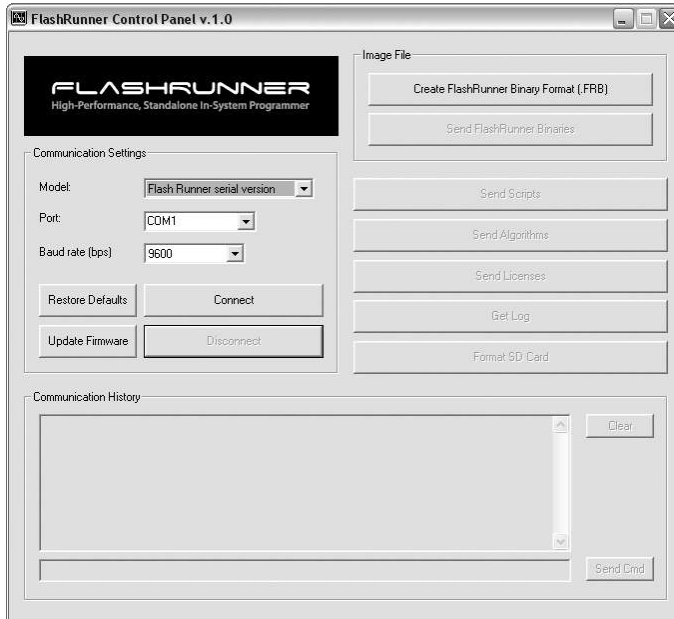 FlashRunner Control Panel v.1.0
FLASHRUNNER
High-Performance, Standalone In-System Programmer
Communication Settings
Model:
Flash Runner serial version
Port:
COM1
Baud rate (bps)
9600
Restore Defaults
Connect
Update Firmware
Disconnect
Image File
Create FlashRunner Binary Format (.FRB)
Send FlashRunner Binaries
Send Scripts
Send Algorithms
Send Licenses
Get Log
Format SD Card
Communication History
Clear
Send Cmd